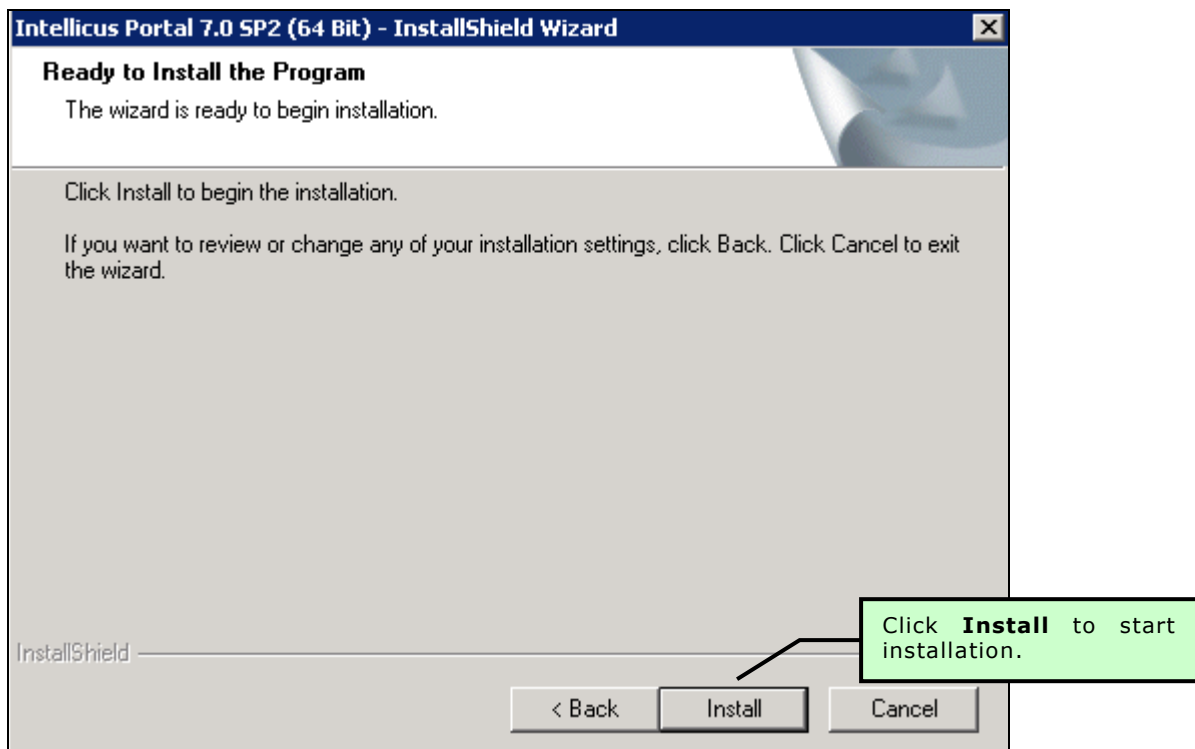 Intellicus Portal 7.0 SP2 (64 Bit) - InstallShield Wizard
Ready to Install the Program
The wizard is ready to begin installation.
Click Install to begin the installation.
If you want to review or change any of your installation settings, click Back. Click Cancel to exit
the wizard.
Click Install to start
installation.
InstallShield
< Back
Install
Cancel